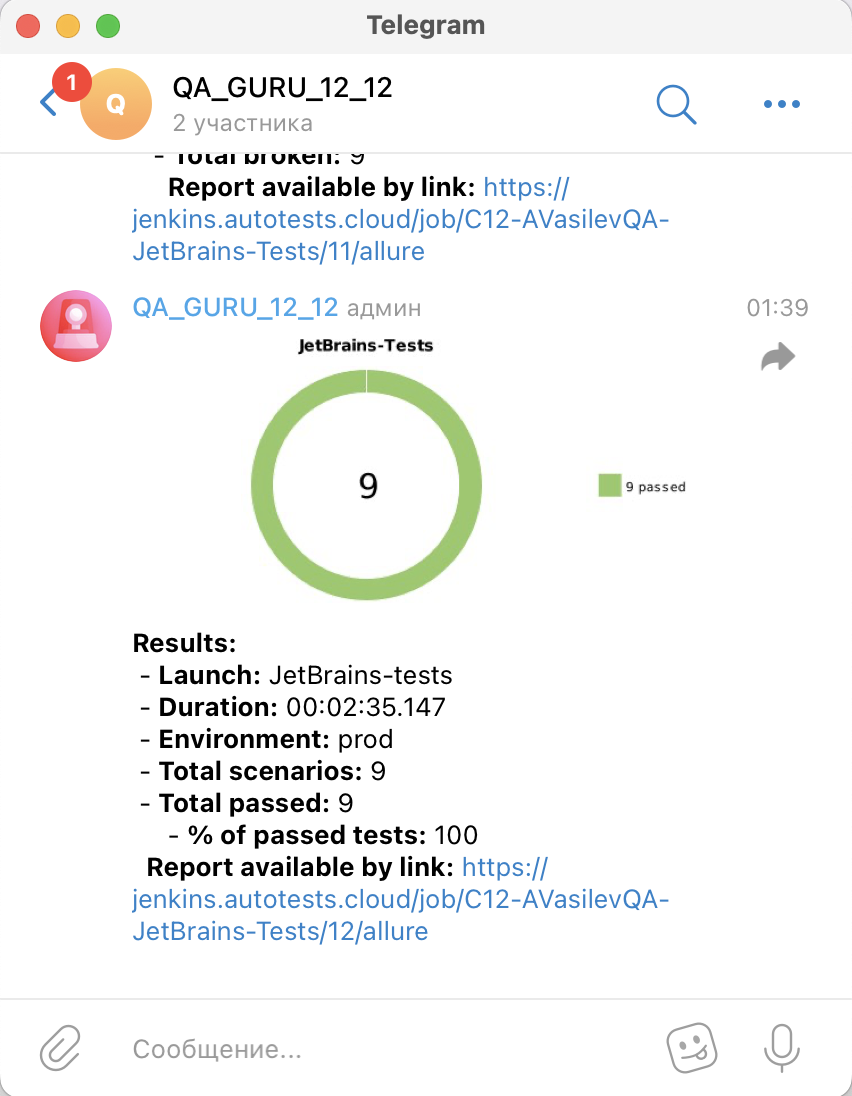 Telegram
1
Q
QA_GURU_12_12
2 участника
- Total broken: 9
Report available by link: https://
jenkins.autotests.cloud/job/C12-AVasilevQA-
JetBrains-Tests/11/allure
QA_GURU_12_12 админ 01:39
JetBrains-Tests
9
9 passed
Results:
- Launch: JetBrains-tests
- Duration: 00:02:35.147
- Environment: prod
- Total scenarios: 9
- Total passed: 9
- % of passed tests: 100
Report available by link: https://
jenkins.autotests.cloud/job/C12-AVasilevQA-
JetBrains-Tests/12/allure
Сообщение...